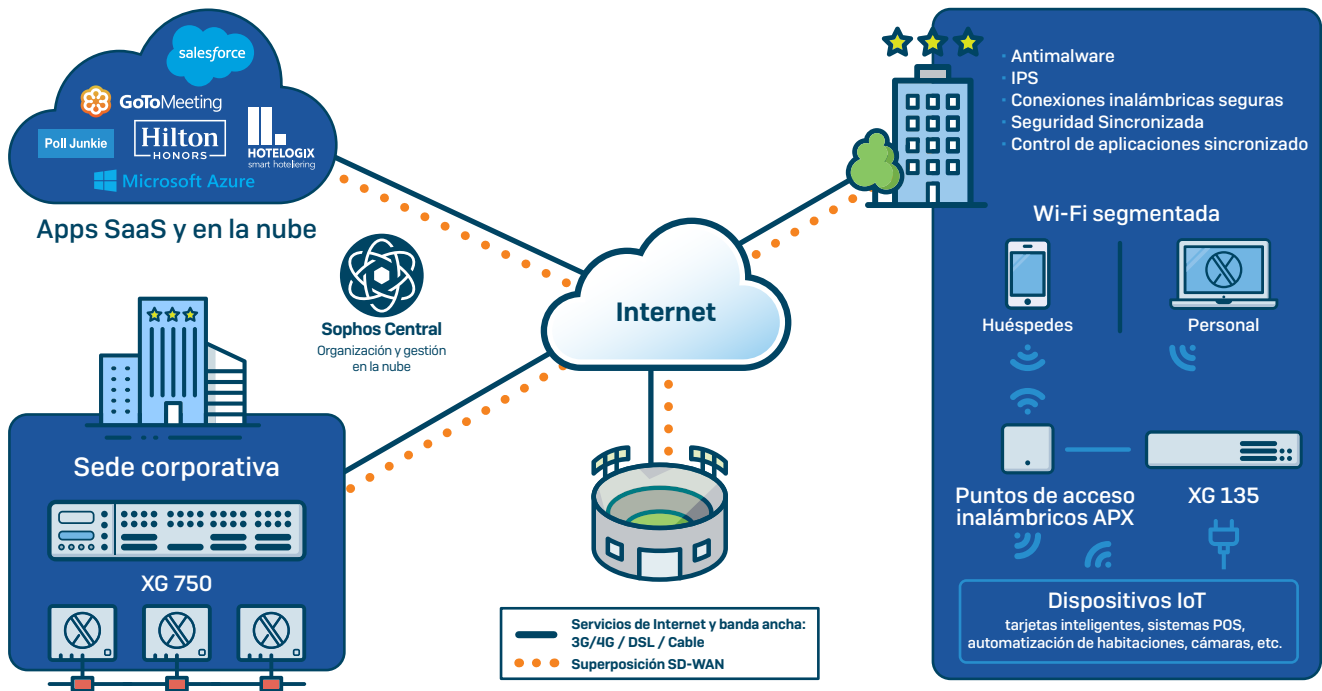 salesforce
GoToMeeting
Poll Junkie
Hilton
HONORS
HOTELOGIX
smart hoteliering
Microsoft Azure
Apps SaaS y en la nube
Sophos Central
Organización y gestión
en la nube
Sede corporativa
XG 750
Internet
Servicios de Internet y banda ancha:
3G/4G / DSL / Cable
Superposición SD-WAN
· Antimalware
· IPS
· Conexiones inalámbricas seguras
· Seguridad Sincronizada
· Control de aplicaciones sincronizado
Wi-Fi segmentada
Huéspedes
Personal
Puntos de acceso
inalámbricos APX
XG 135
Dispositivos IoT
tarjetas inteligentes, sistemas POS,
automatización de habitaciones, cámaras, etc.